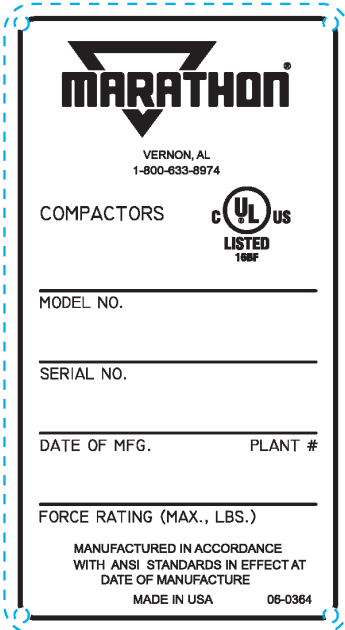 MARATHON®
VERNON, AL
1-800-633-8974
COMPACTORS
C UL® US
LISTED
16BF
MODEL NO.
SERIAL NO.
DATE OF MFG. PLANT #
FORCE RATING (MAX., LBS.)
MANUFACTURED IN ACCORDANCE
WITH ANSI STANDARDS IN EFFECT AT
DATE OF MANUFACTURE
MADE IN USA 06-0364